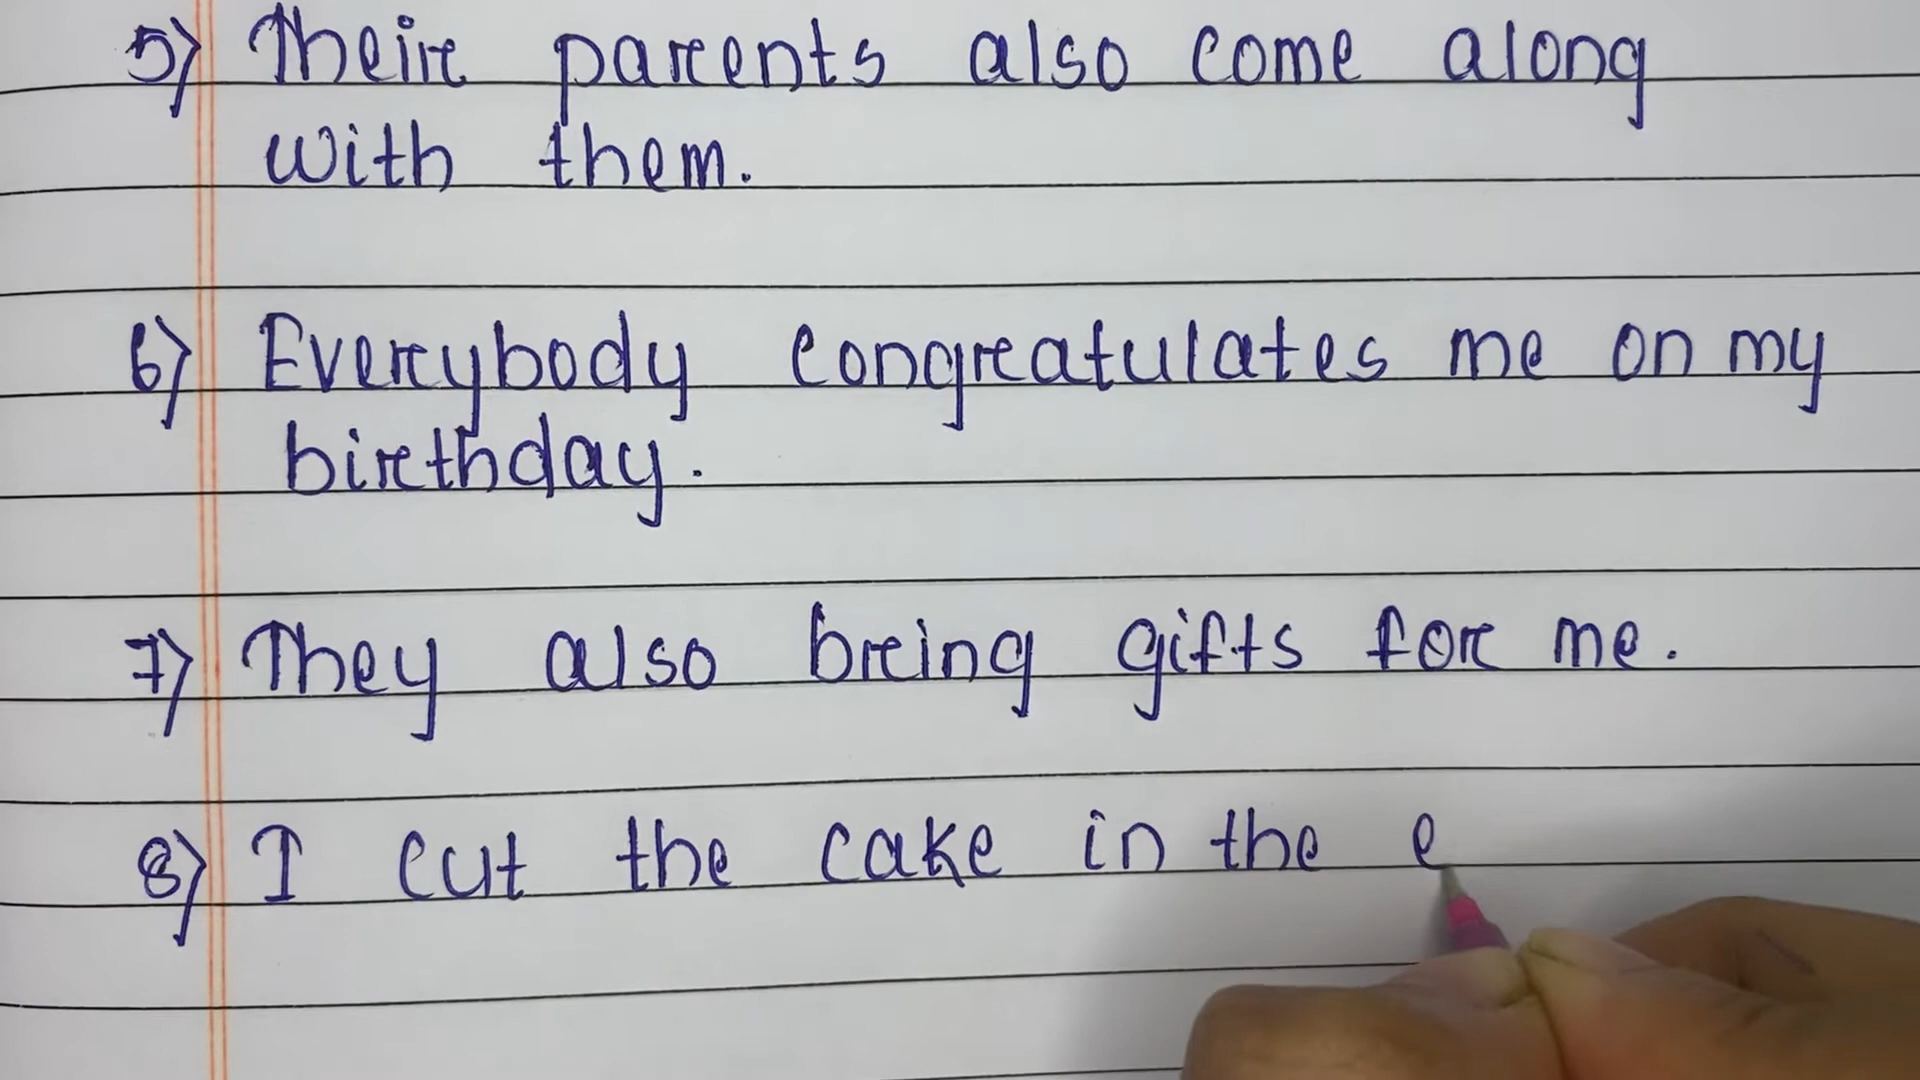 5) Their parents also come along
with them.
6) Everybody congratulates me on my
birthday.
7) They also bring gifts for me.
8) I cut the cake in the e